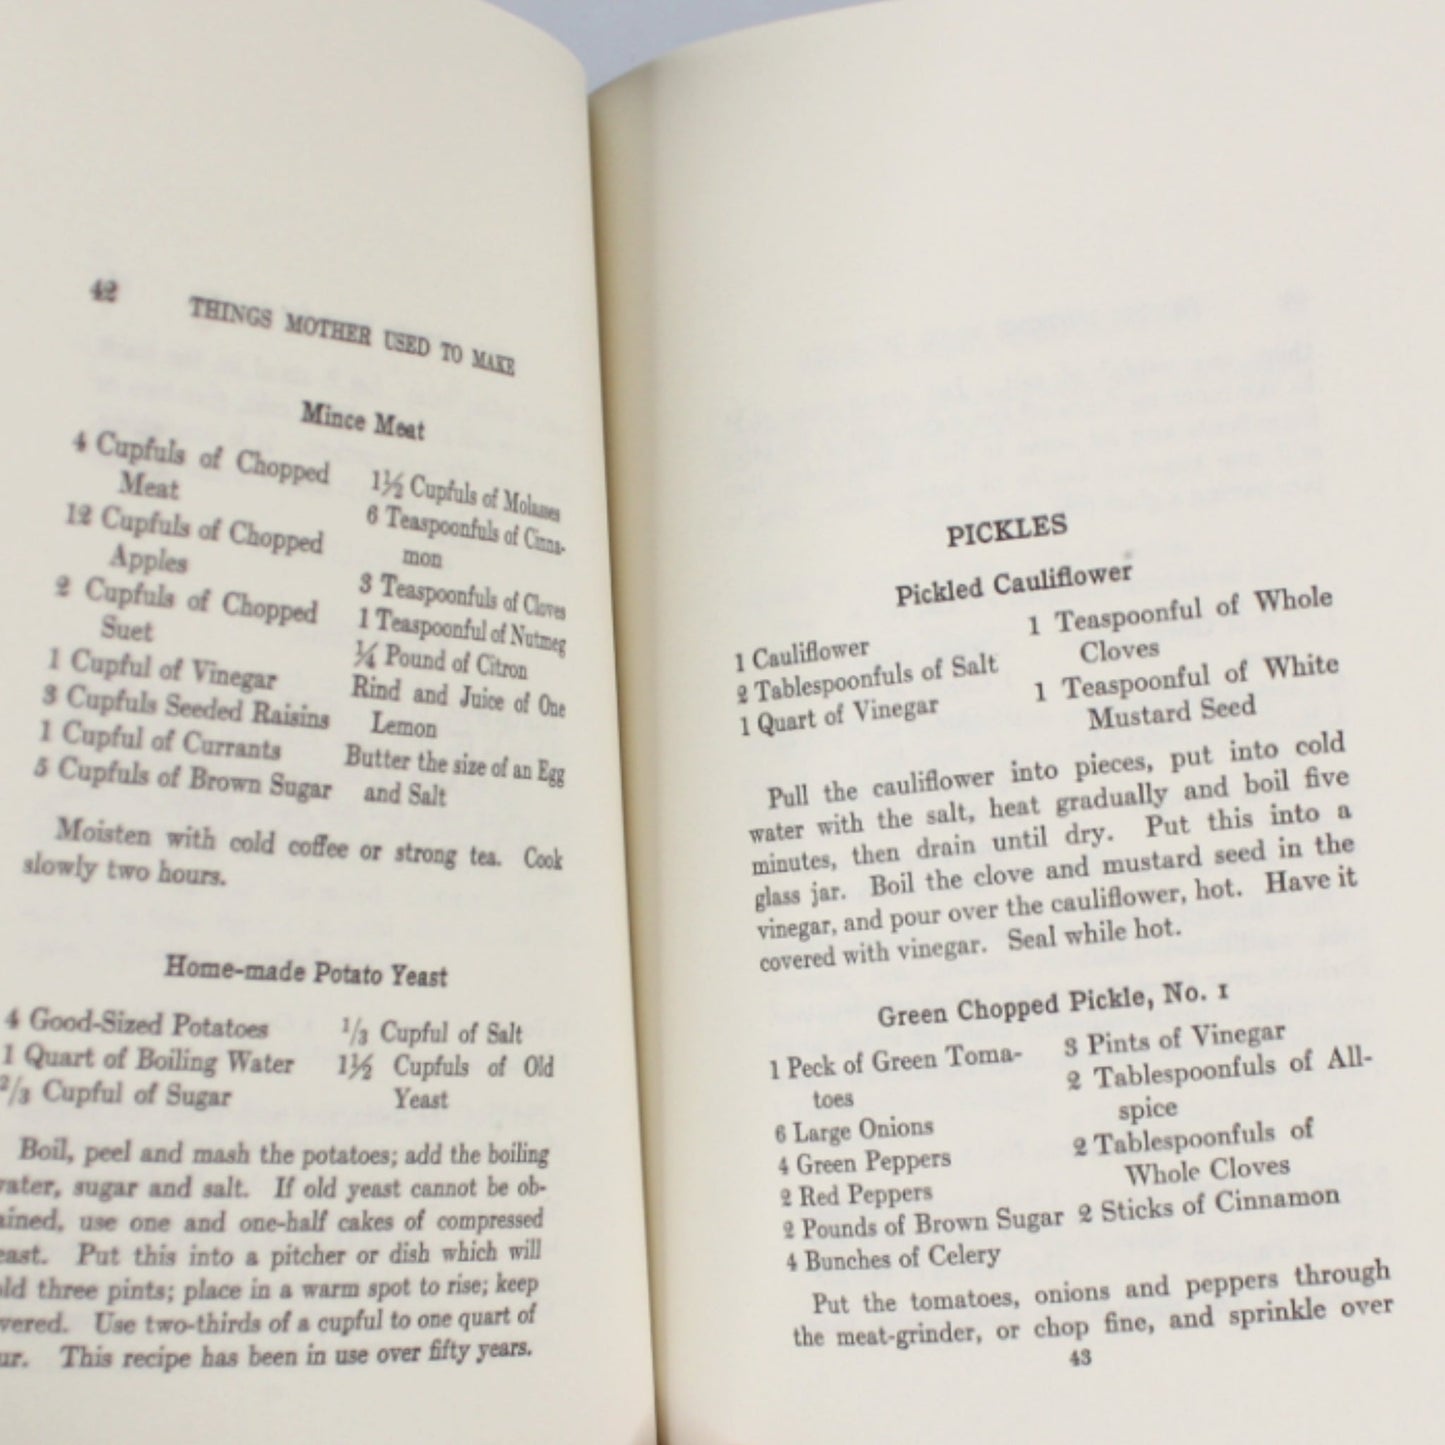 42
THINGS MOTHER USED TO MAKE
Mince Meat
4 Cupfuls of Chopped
Meat
12 Cupfuls of Chopped
Apples
2 Cupfuls of Chopped
Suet
1 Cupful of Vinegar
3 Cupfuls Seeded Raisins
1 Cupful of Currants
5 Cupfuls of Brown Sugar
1½ Cupfuls of Molasses
6 Teaspoonfuls of Cinna-
mon
3 Teaspoonfuls of Cloves
1 Teaspoonful of Nutmeg
¼ Pound of Citron
Rind and Juice of One
Lemon
Butter the size of an Egg
and Salt
Moisten with cold coffee or strong tea. Cook
slowly two hours.
Home-made Potato Yeast
4 Good-Sized Potatoes
1 Quart of Boiling Water
2/3 Cupful of Sugar
1/3 Cupful of Salt
1½ Cupfuls of Old
Yeast
Boil, peel and mash the potatoes; add the boiling
water, sugar and salt. If old yeast cannot be ob-
ained, use one and one-half cakes of compressed
east. Put this into a pitcher or dish which will
ld three pints; place in a warm spot to rise; keep
vered. Use two-thirds of a cupful to one quart of
ur. This recipe has been in use over fifty years.
PICKLES
Pickled Cauliflower
1 Cauliflower
2 Tablespoonfuls of Salt
1 Quart of Vinegar
1 Teaspoonful of Whole
Cloves
1 Teaspoonful of White
Mustard Seed
Pull the cauliflower into pieces, put into cold
water with the salt, heat gradually and boil five
minutes, then drain until dry. Put this into a
glass jar. Boil the clove and mustard seed in the
vinegar, and pour over the cauliflower, hot. Have it
covered with vinegar. Seal while hot.
Green Chopped Pickle, No. 1
1 Peck of Green Toma-
toes
6 Large Onions
4 Green Peppers
2 Red Peppers
2 Pounds of Brown Sugar
4 Bunches of Celery
3 Pints of Vinegar
2 Tablespoonfuls of All-
spice
2 Tablespoonfuls of
Whole Cloves
2 Sticks of Cinnamon
Put the tomatoes, onions and peppers through
the meat-grinder, or chop fine, and sprinkle over
43